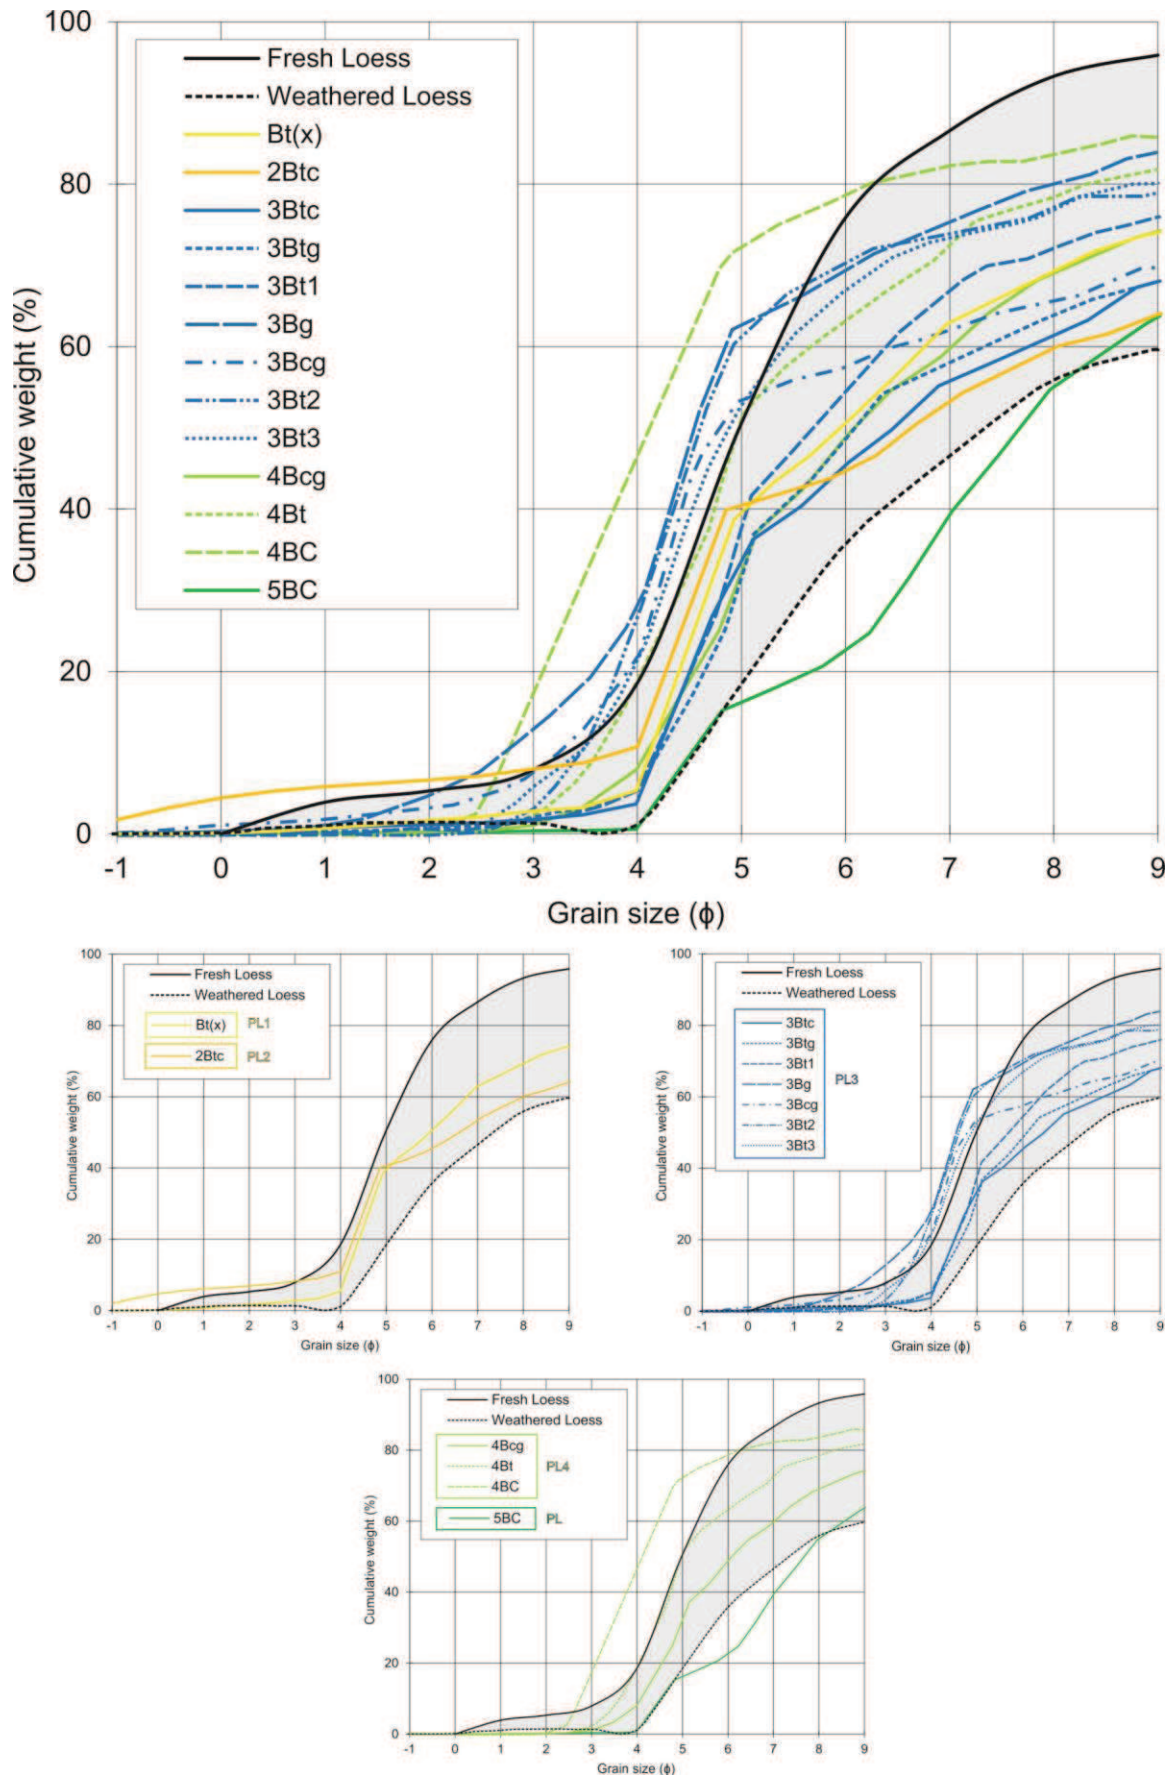 100
80
60
40
20
0
Cumulative weight (%)
Fresh Loess
Weathered Loess
Bt(x)
2Btc
3Btc
3Btg
3Bt1
3Bg
3Bcg
3Bt2
3Bt3
4Bcg
4Bt
4BC
5BC
-1 0 1 2 3 4 5 6 7 8 9
Grain size (ϕ)
100
80
60
40
20
0
Cumulative weight (%)
Fresh Loess
Weathered Loess
Bt(x) PL1
2Btc PL2
-1 0 1 2 3 4 5 6 7 8 9
Grain size (ϕ)
100
80
60
40
20
0
Cumulative weight (%)
Fresh Loess
Weathered Loess
3Btc
3Btg
3Bt1
3Bg PL3
3Bcg
3Bt2
3Bt3
-1 0 1 2 3 4 5 6 7 8 9
Grain size (ϕ)
100
80
60
40
20
0
Cumulative weight (%)
Fresh Loess
Weathered Loess
4Bcg
4Bt PL4
4BC
5BC PL
-1 0 1 2 3 4 5 6 7 8 9
Grain size (ϕ)